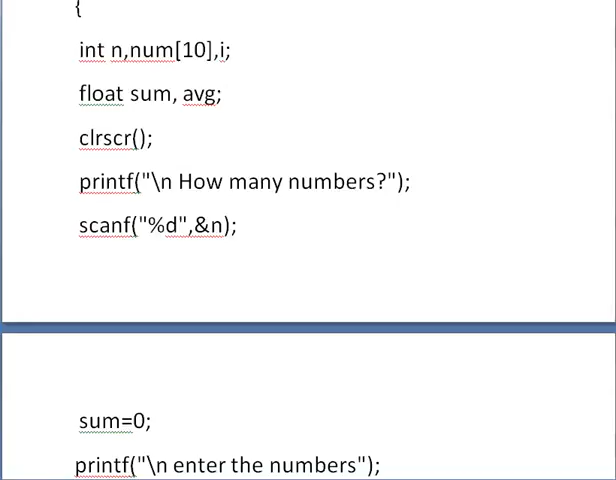 {
int n,num[10],i;
float sum, avg;
clrscr();
printf("\n How many numbers?");
scanf("%d",&n);
sum=0;
printf("\n enter the numbers");